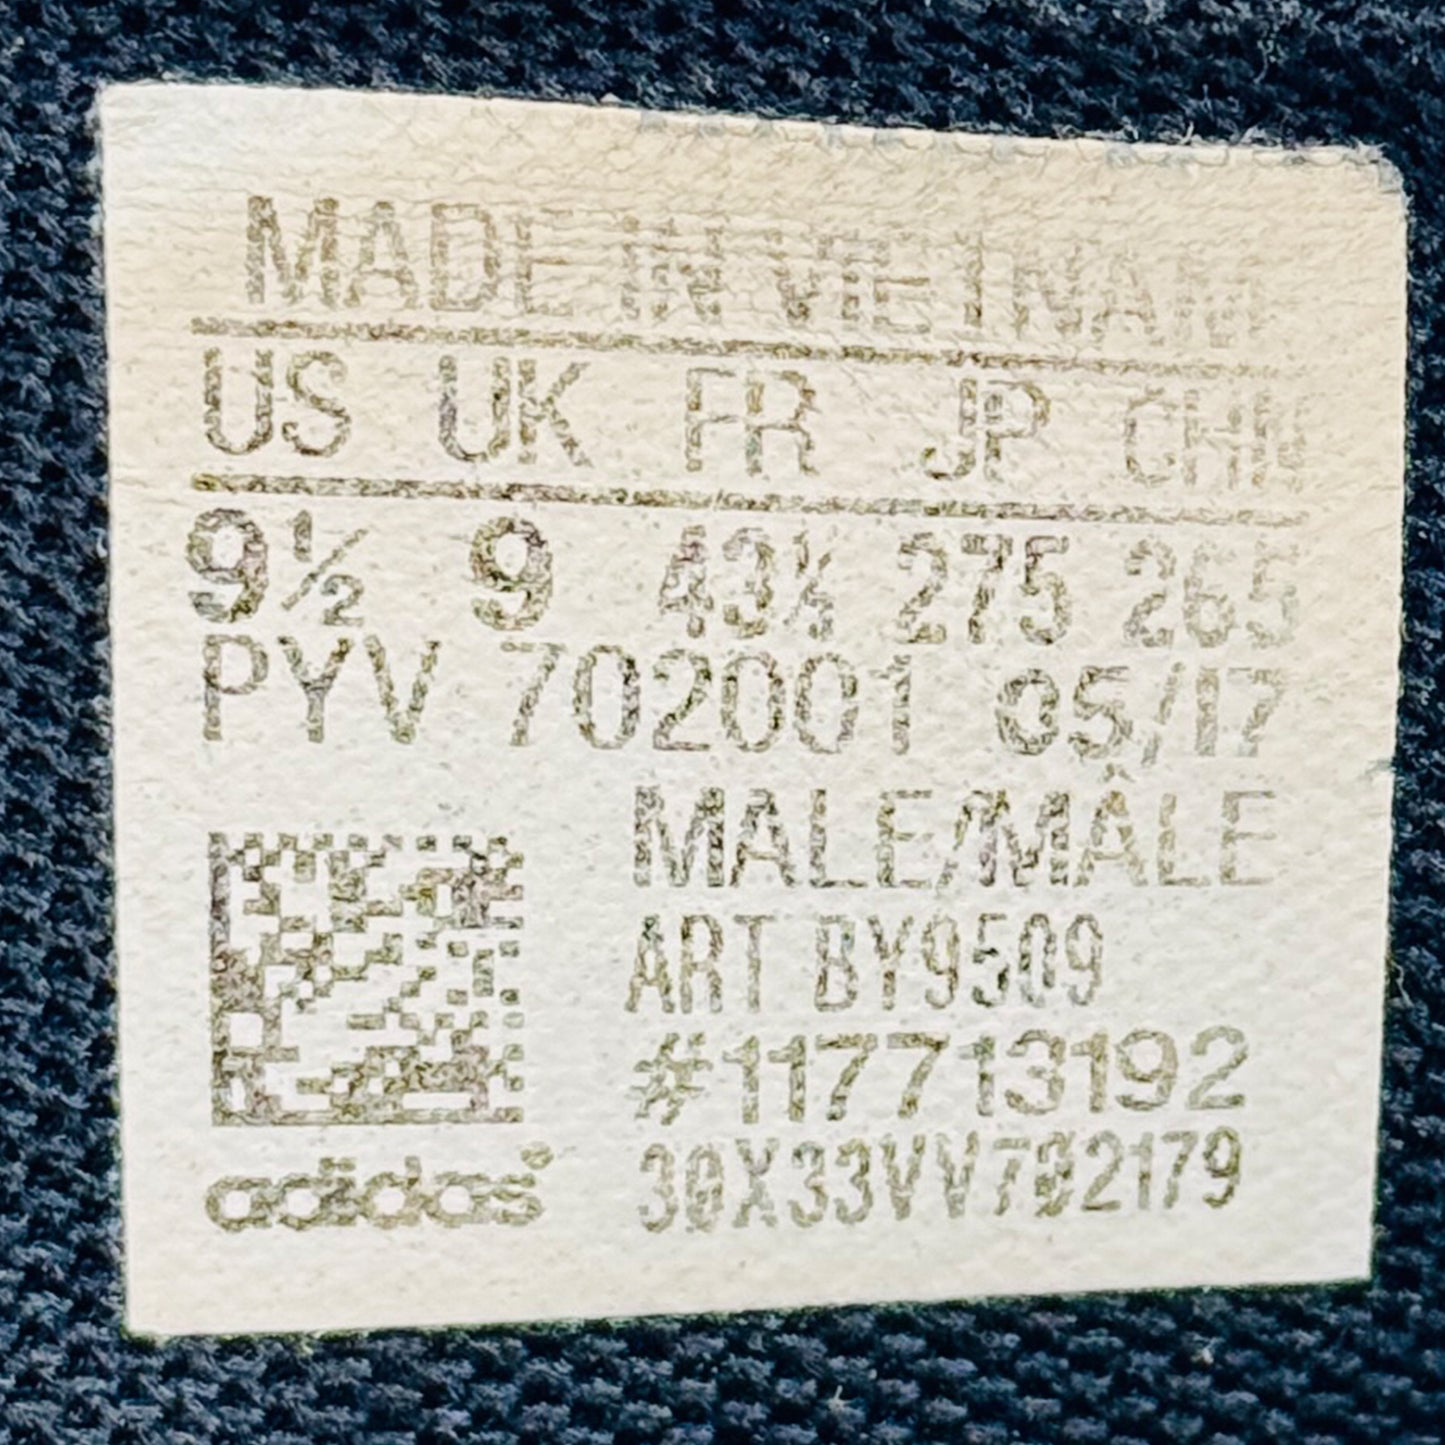 MADE IN VIETNAM
US UK FR JP CHN
9½ 9 43⅓ 275 265
PYV 702001 05/17
MALE/MÂLE
ART BY9509
#117713192
adidas® 30X33VV702179